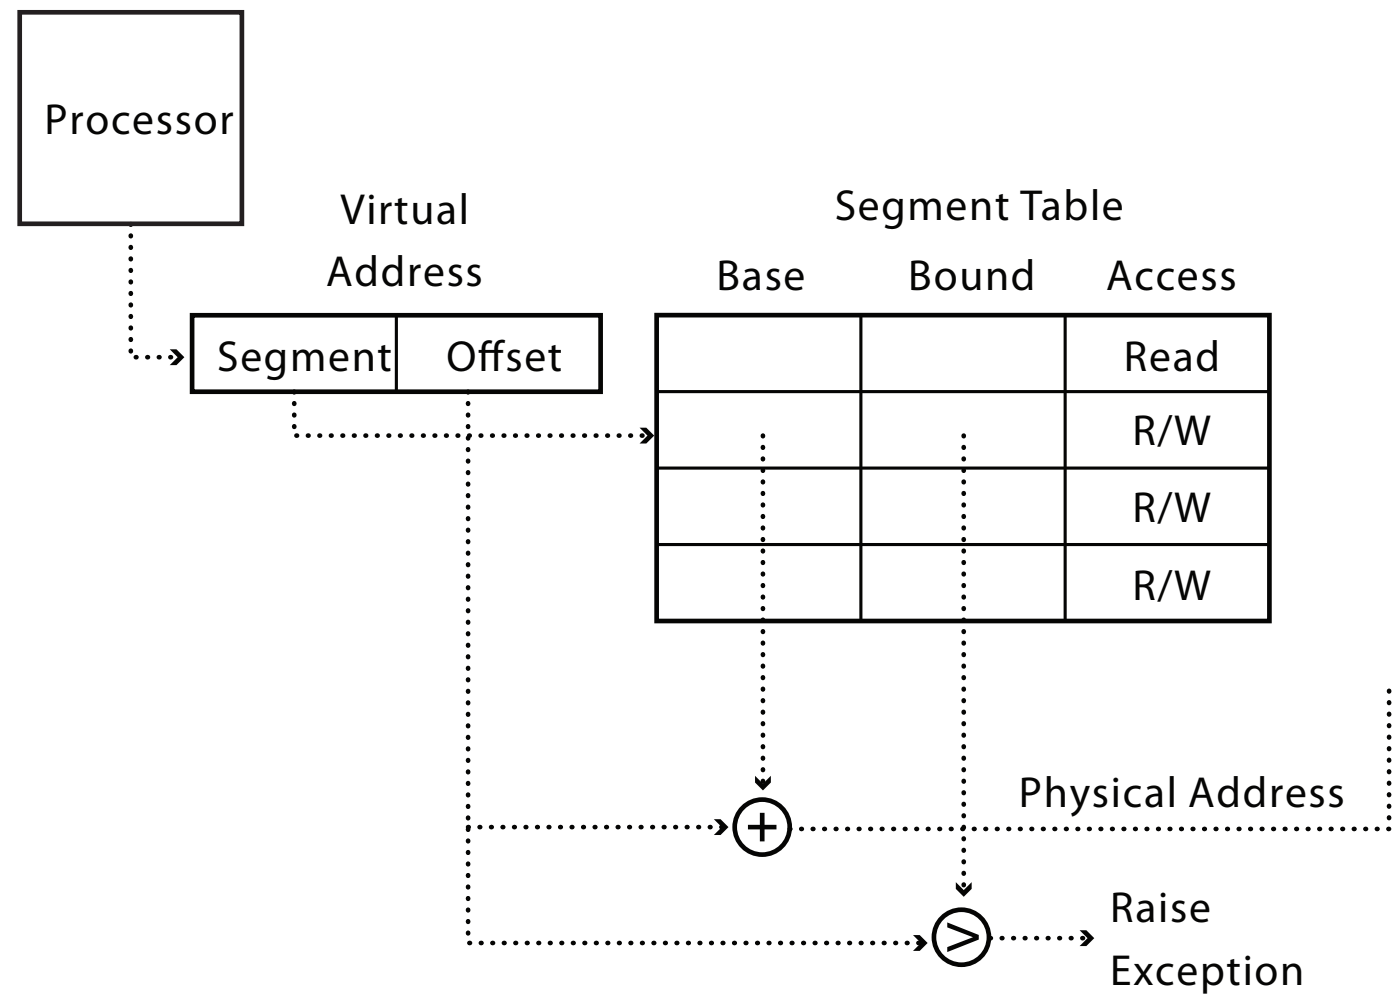 Processor
Virtual
Address
Segment Offset
Segment Table
Base Bound Access
Read
R/W
R/W
R/W
+
Physical Address
>
Raise
Exception